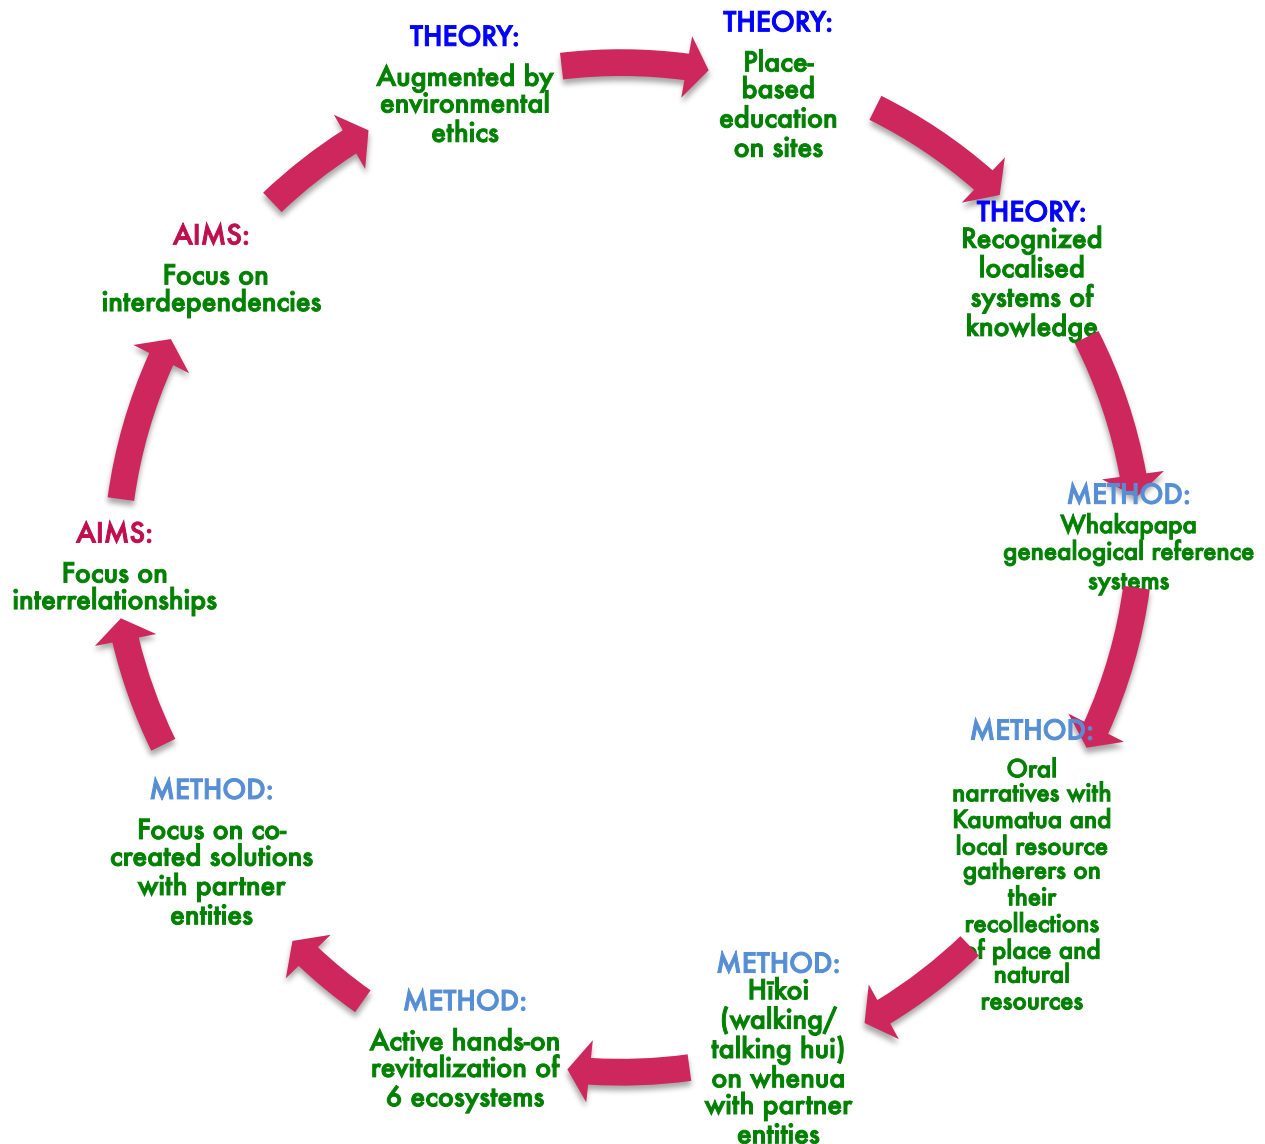 THEORY:
Augmented by
environmental
ethics
THEORY:
Place-
based
education
on sites
THEORY:
Recognized
localised
systems of
knowledge
METHOD:
Whakapapa
genealogical reference
systems
METHOD:
Oral
narratives with
Kaumatua and
local resource
gatherers on
their
recollections
of place and
natural
resources
METHOD:
Hīkoi
(walking/
talking hui)
on whenua
with partner
entities
METHOD:
Active hands-on
revitalization of
6 ecosystems
METHOD:
Focus on co-
created solutions
with partner
entities
AIMS:
Focus on
interrelationships
AIMS:
Focus on
interdependencies